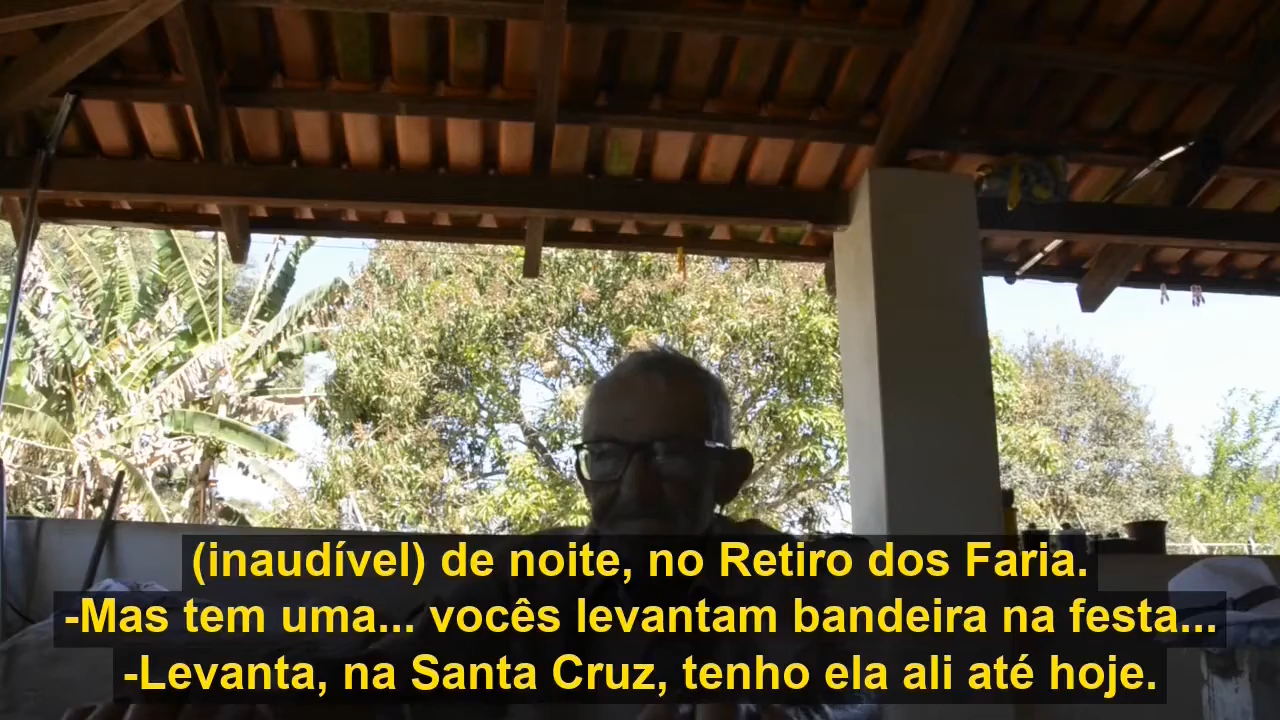 (inaudível) de noite, no Retiro dos Faria.
-Mas tem uma... vocês levantam bandeira na festa...
-Levanta, na Santa Cruz, tenho ela ali até hoje.